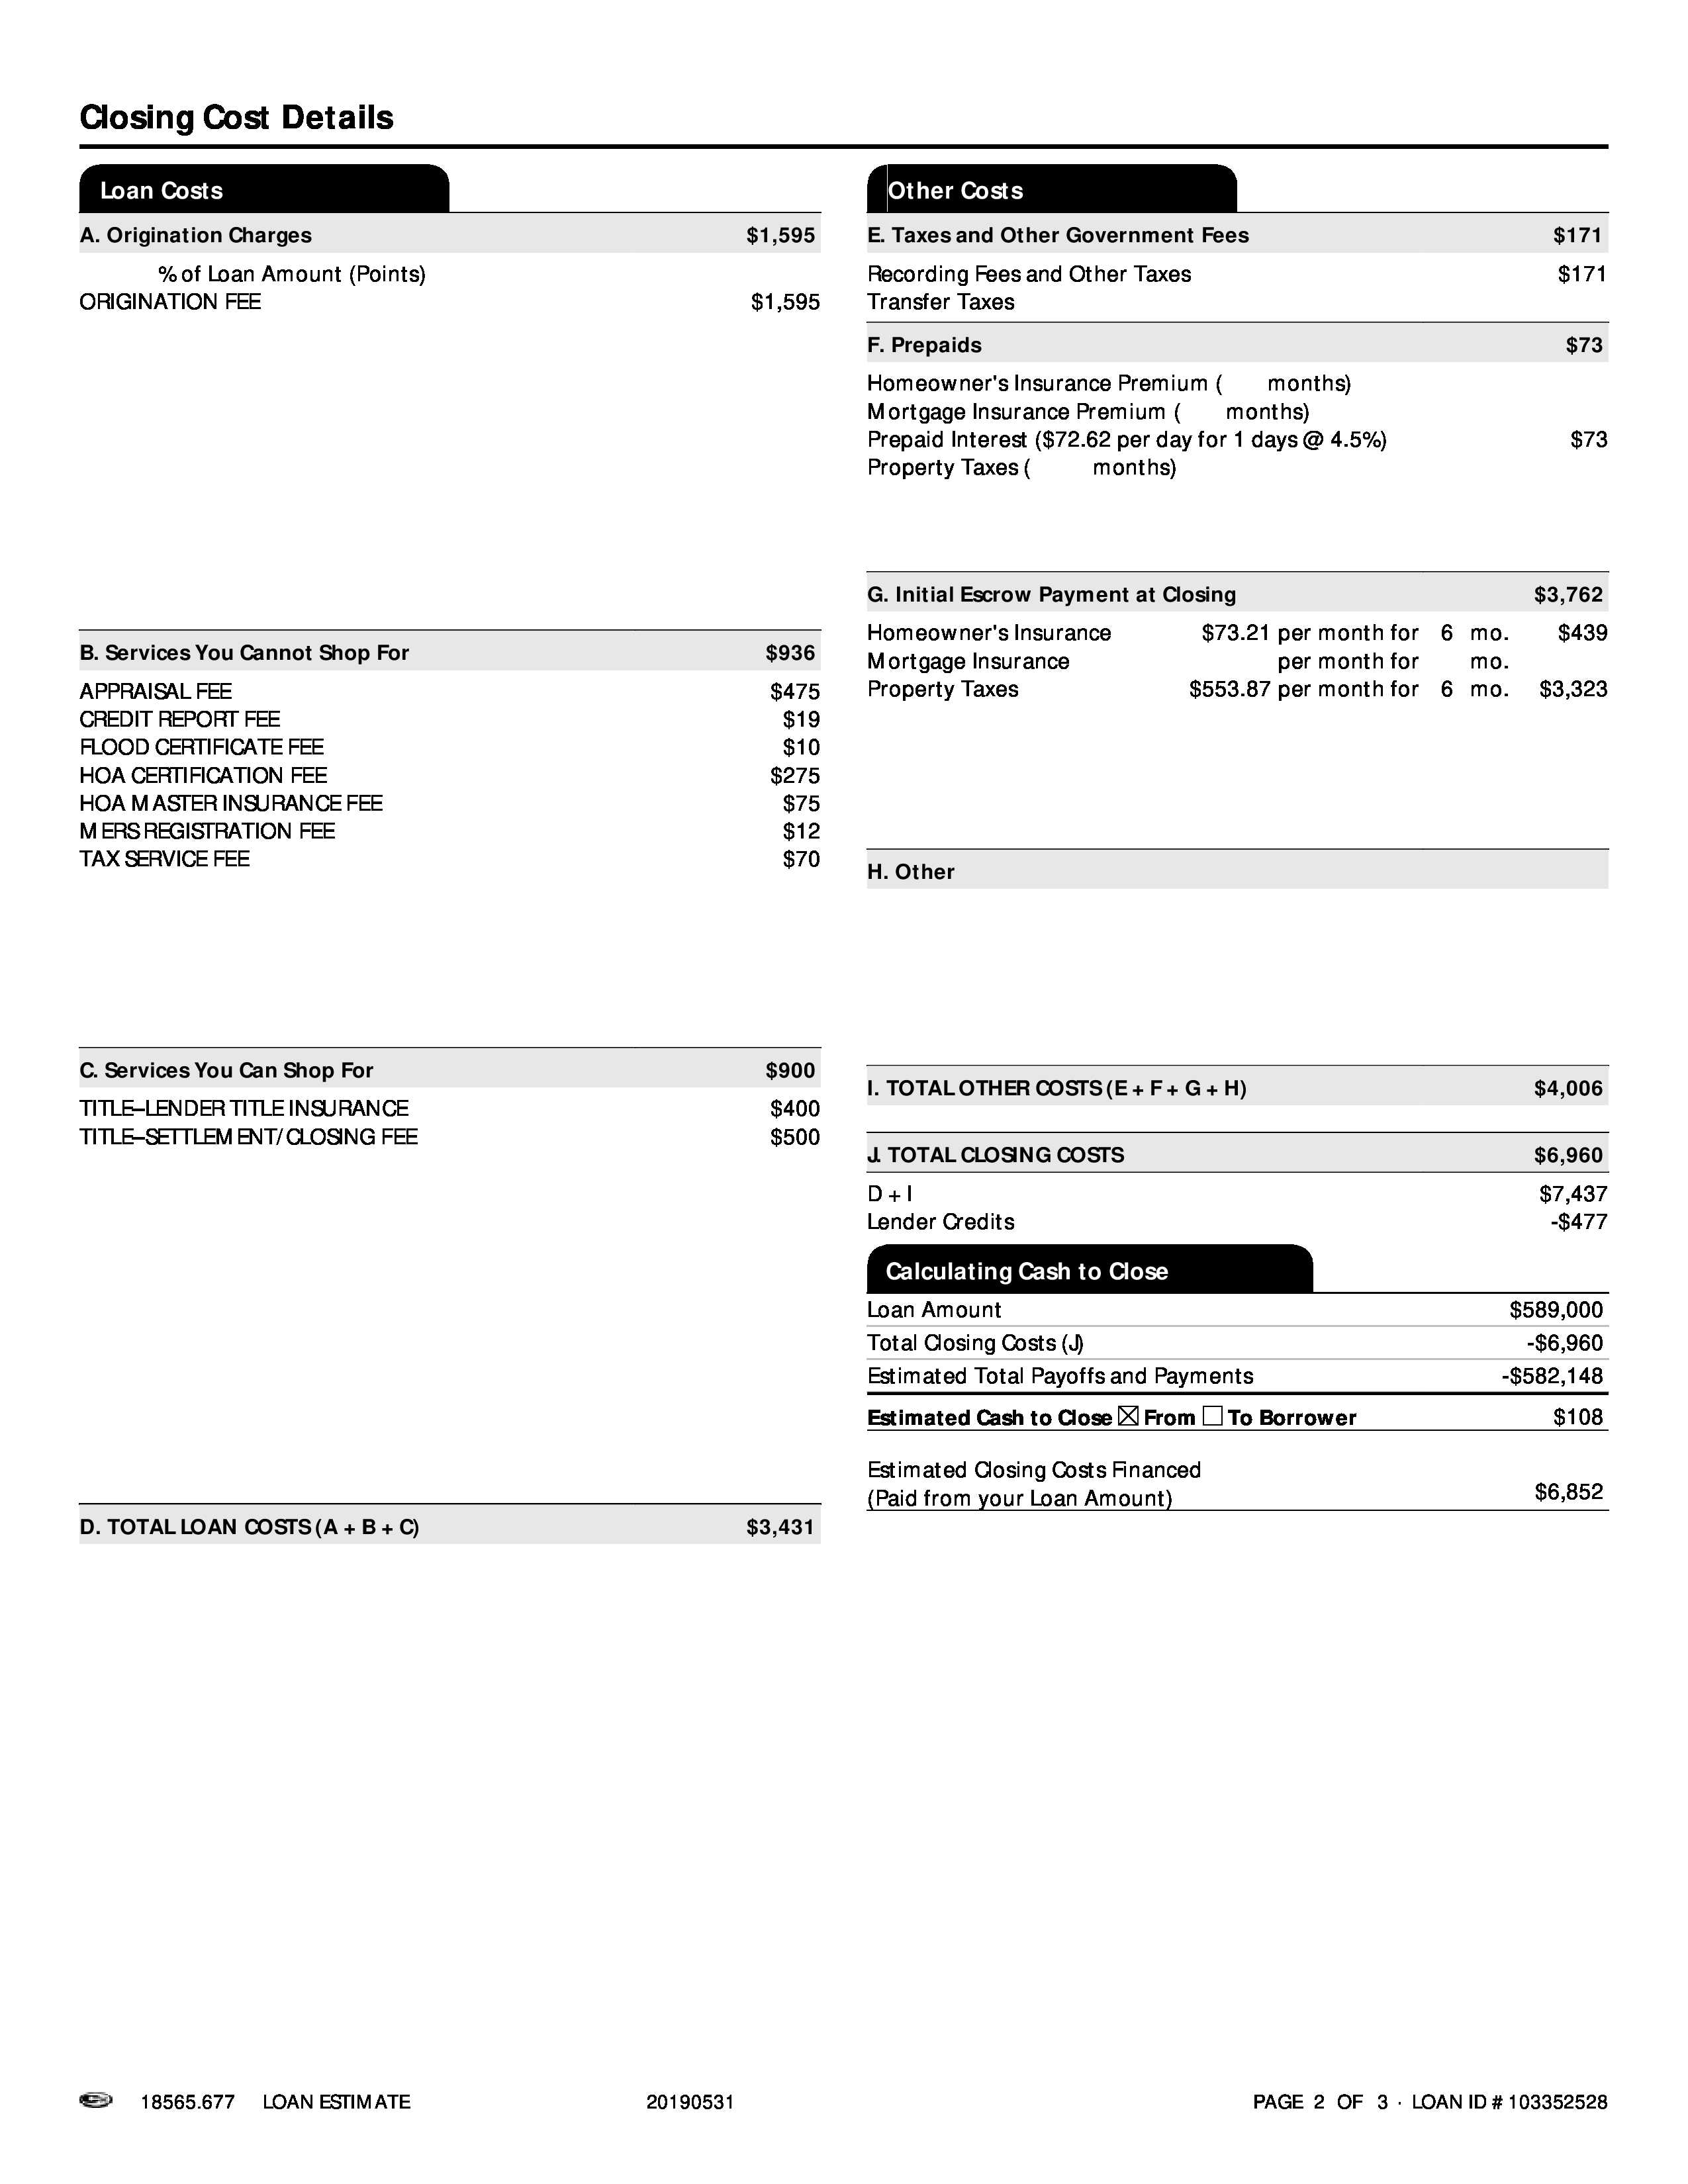 Closing Cost Details
Loan Costs
A. Origination Charges $1,595
% of Loan Amount (Points)
ORIGINATION FEE $1,595
B. Services You Cannot Shop For $936
APPRAISAL FEE $475
CREDIT REPORT FEE $19
FLOOD CERTIFICATE FEE $10
HOA CERTIFICATION FEE $275
HOA MASTER INSURANCE FEE $75
MERS REGISTRATION FEE $12
TAX SERVICE FEE $70
C. Services You Can Shop For $900
TITLE–LENDER TITLE INSURANCE $400
TITLE–SETTLEMENT/CLOSING FEE $500
D. TOTAL LOAN COSTS (A + B + C) $3,431
Other Costs
E. Taxes and Other Government Fees $171
Recording Fees and Other Taxes $171
Transfer Taxes
F. Prepaids $73
Homeowner's Insurance Premium ( months)
Mortgage Insurance Premium ( months)
Prepaid Interest ($72.62 per day for 1 days @ 4.5%) $73
Property Taxes ( months)
G. Initial Escrow Payment at Closing $3,762
Homeowner's Insurance $73.21 per month for 6 mo. $439
Mortgage Insurance per month for mo.
Property Taxes $553.87 per month for 6 mo. $3,323
H. Other
I. TOTAL OTHER COSTS (E + F + G + H) $4,006
J. TOTAL CLOSING COSTS $6,960
D + I $7,437
Lender Credits -$477
Calculating Cash to Close
Loan Amount $589,000
Total Closing Costs (J) -$6,960
Estimated Total Payoffs and Payments -$582,148
Estimated Cash to Close ☒ From ☐ To Borrower $108
Estimated Closing Costs Financed
(Paid from your Loan Amount) $6,852
18565.677 LOAN ESTIMATE 20190531 PAGE 2 OF 3 · LOAN ID # 103352528